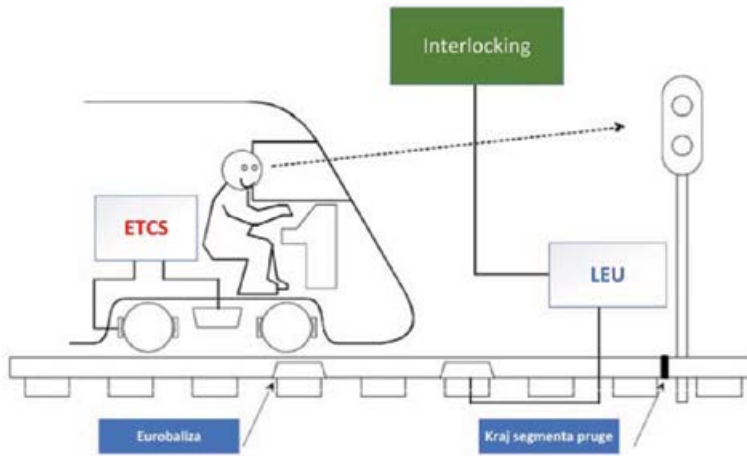 Interlocking
ETCS
LEU
Eurobaliza
Kraj segmenta pruge